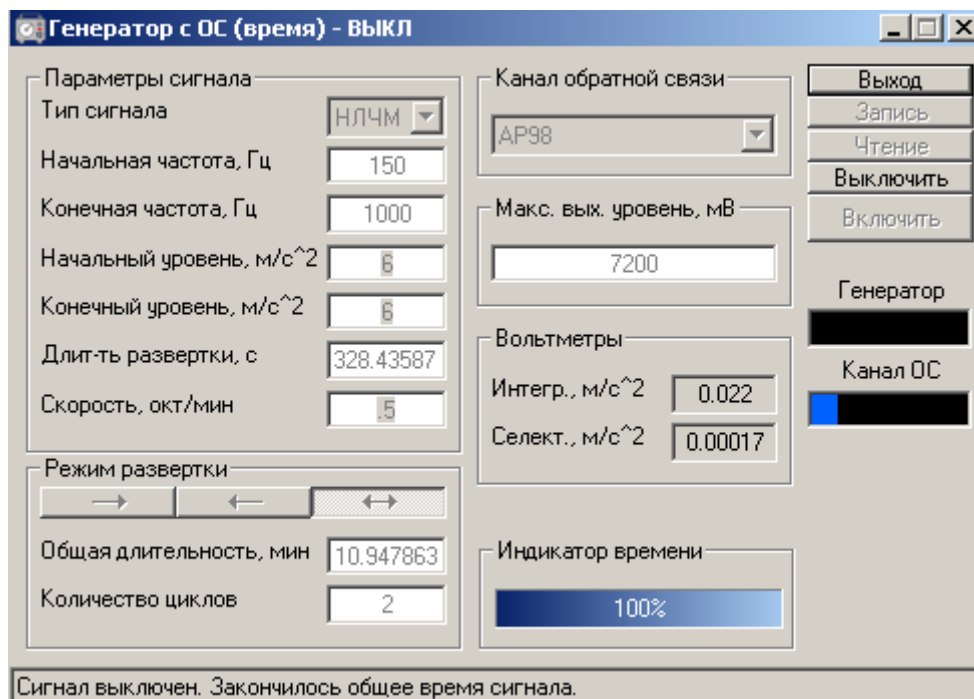 Генератор с ОС (время) - ВЫКЛ
Параметры сигнала
Тип сигнала
НЛЧМ
Начальная частота, Гц
150
Конечная частота, Гц
1000
Начальный уровень, м/с^2
6
Конечный уровень, м/с^2
6
Длит-ть развертки, с
328.43587
Скорость, окт/мин
.5
Режим развертки
Общая длительность, мин
10.947863
Количество циклов
2
Канал обратной связи
AP98
Макс. вых. уровень, мВ
7200
Вольтметры
Интегр., м/с^2
0.022
Селект., м/с^2
0.00017
Индикатор времени
100%
Выход
Запись
Чтение
Выключить
Включить
Генератор
Канал ОС
Сигнал выключен. Закончилось общее время сигнала.